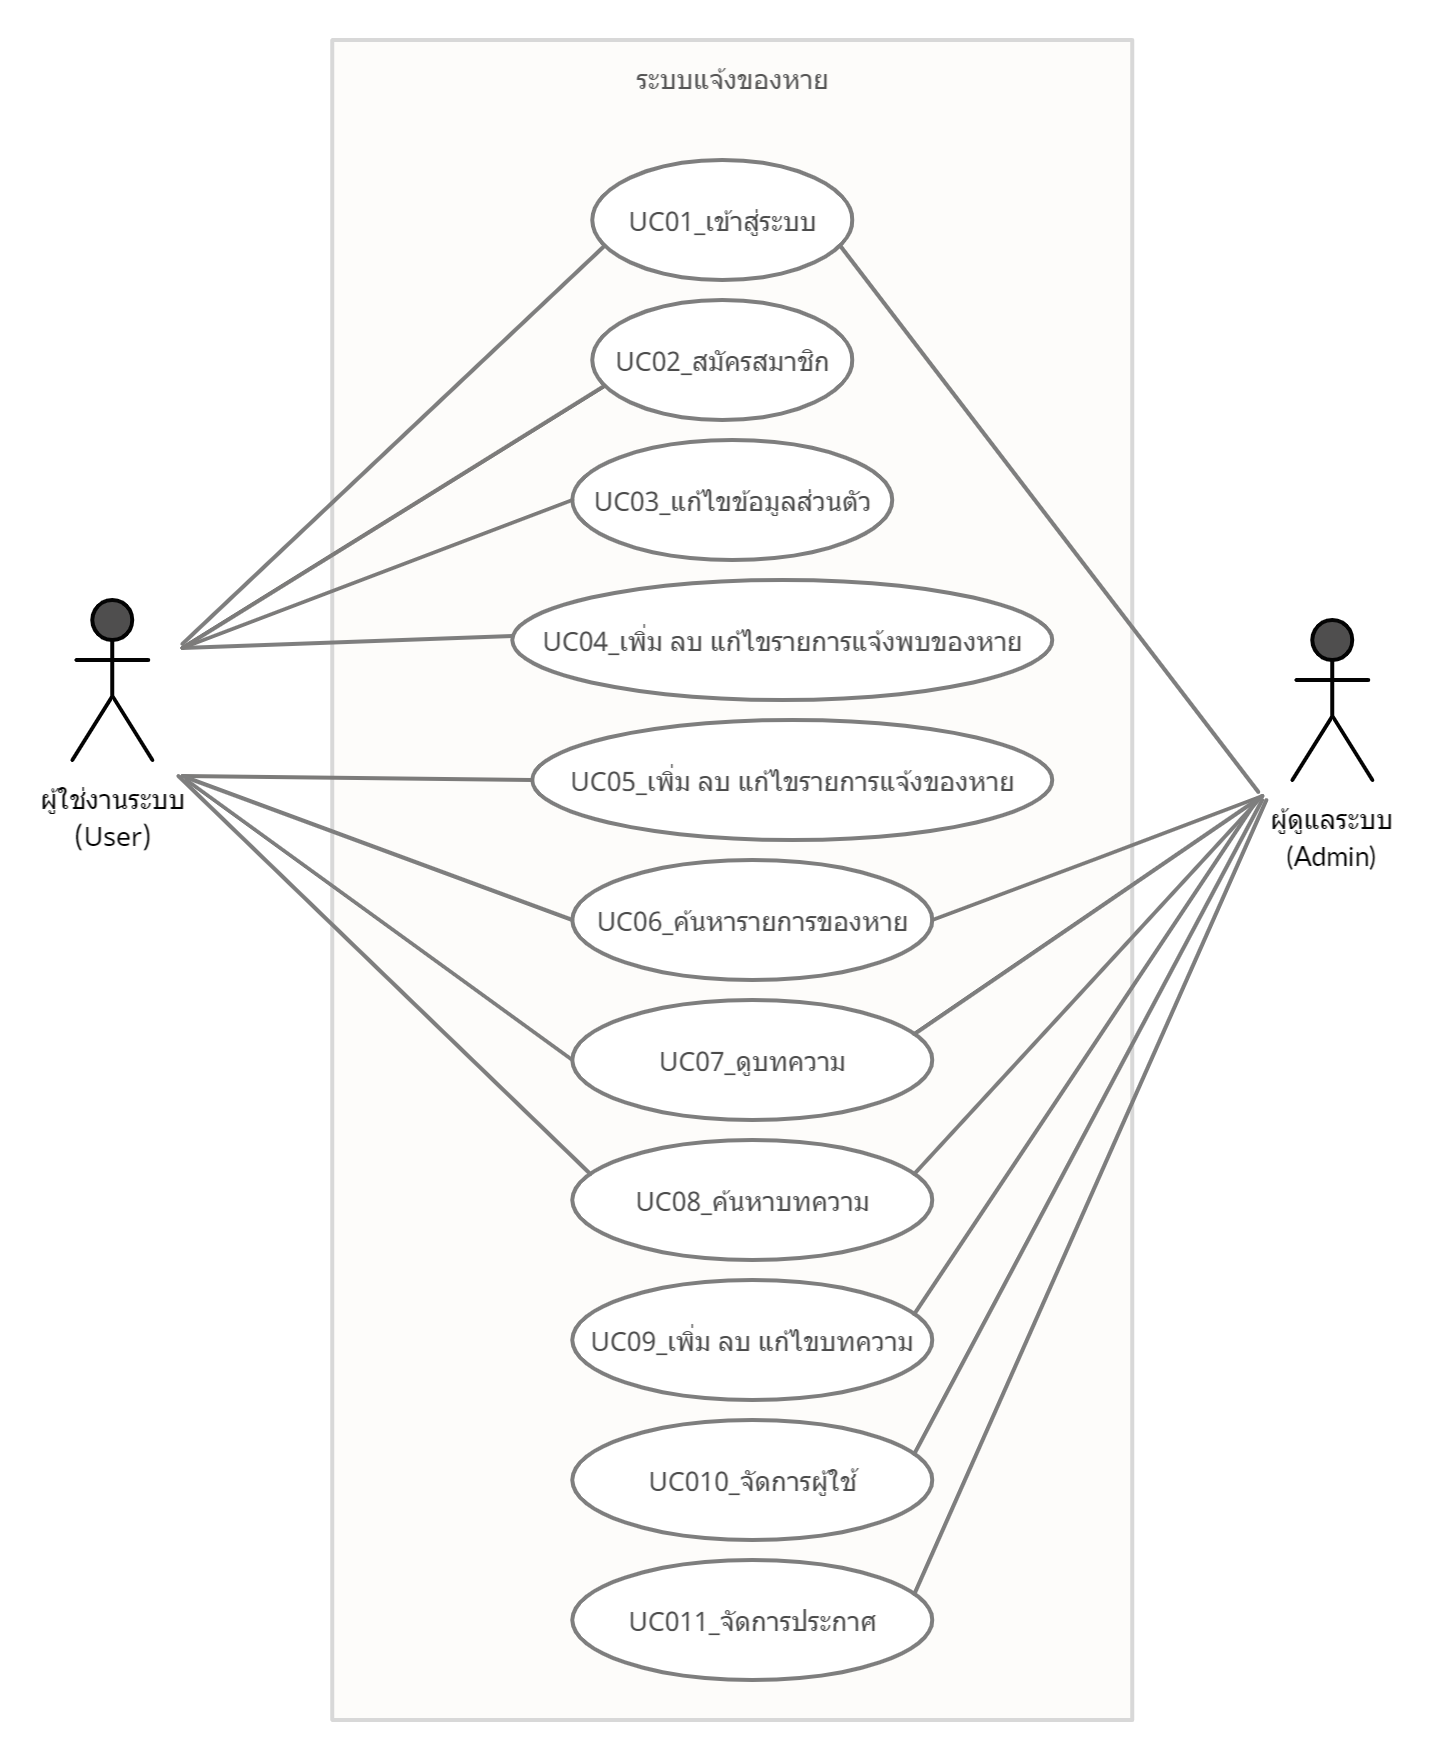 ระบบแจ้งของหาย
UC01_เข้าสู่ระบบ
UC02_สมัครสมาชิก
UC03_แก้ไขข้อมูลส่วนตัว
UC04_เพิ่ม ลบ แก้ไขรายการแจ้งพบของหาย
UC05_เพิ่ม ลบ แก้ไขรายการแจ้งของหาย
ผู้ใช่งานระบบ
(User)
ผู้ดูแลระบบ
(Admin)
UC06_ค้นหารายการของหาย
UC07_ดูบทความ
UC08_ค้นหาบทความ
UC09_เพิ่ม ลบ แก้ไขบทความ
UC010_จัดการผู้ใช้
UC011_จัดการประกาศ